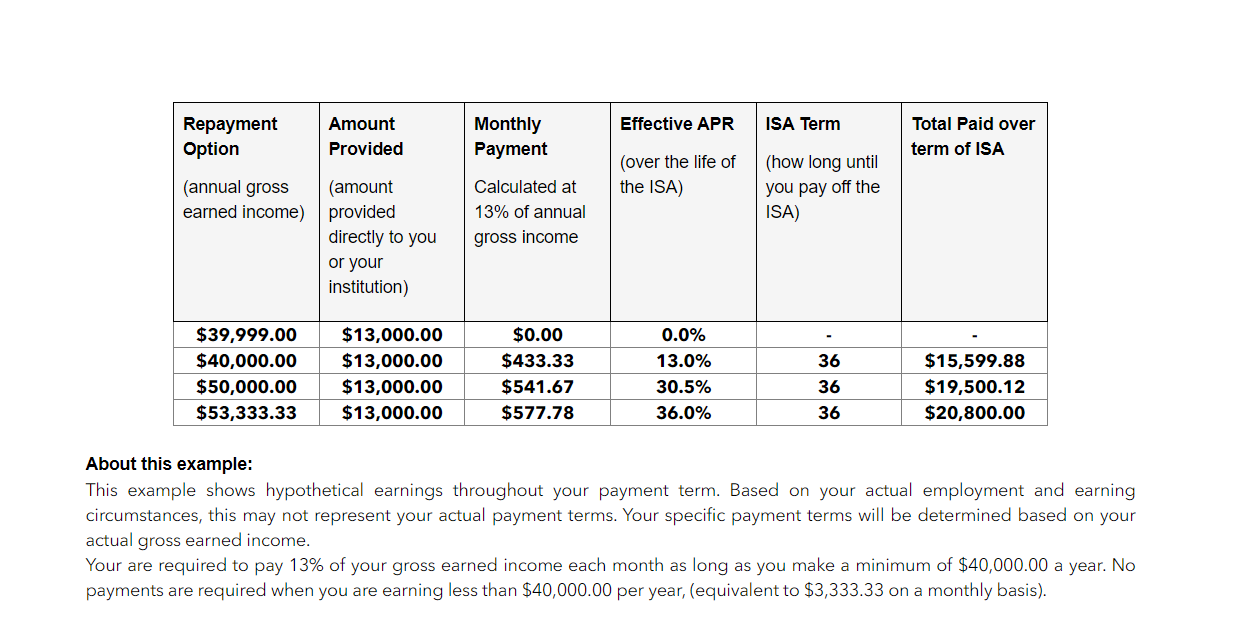 Repayment Option
(annual gross earned income)
Amount Provided
(amount provided directly to you or your institution)
Monthly Payment
Calculated at 13% of annual gross income
Effective APR
(over the life of the ISA)
ISA Term
(how long until you pay off the ISA)
Total Paid over term of ISA
$39,999.00 $13,000.00 $0.00 0.0% - -
$40,000.00 $13,000.00 $433.33 13.0% 36 $15,599.88
$50,000.00 $13,000.00 $541.67 30.5% 36 $19,500.12
$53,333.33 $13,000.00 $577.78 36.0% 36 $20,800.00
About this example:
This example shows hypothetical earnings throughout your payment term. Based on your actual employment and earning
circumstances, this may not represent your actual payment terms. Your specific payment terms will be determined based on your
actual gross earned income.
Your are required to pay 13% of your gross earned income each month as long as you make a minimum of $40,000.00 a year. No
payments are required when you are earning less than $40,000.00 per year, (equivalent to $3,333.33 on a monthly basis).